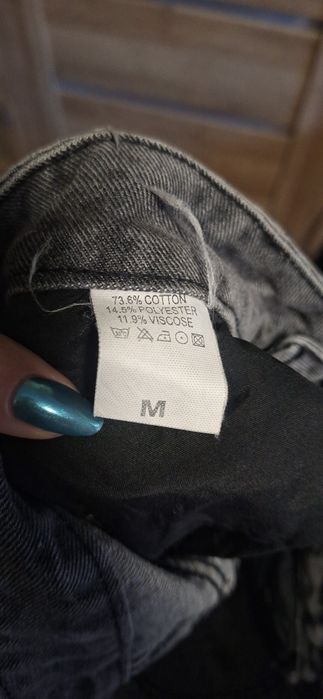 73.6% COTTON
14.5% POLYESTER
11.9% VISCOSE
M